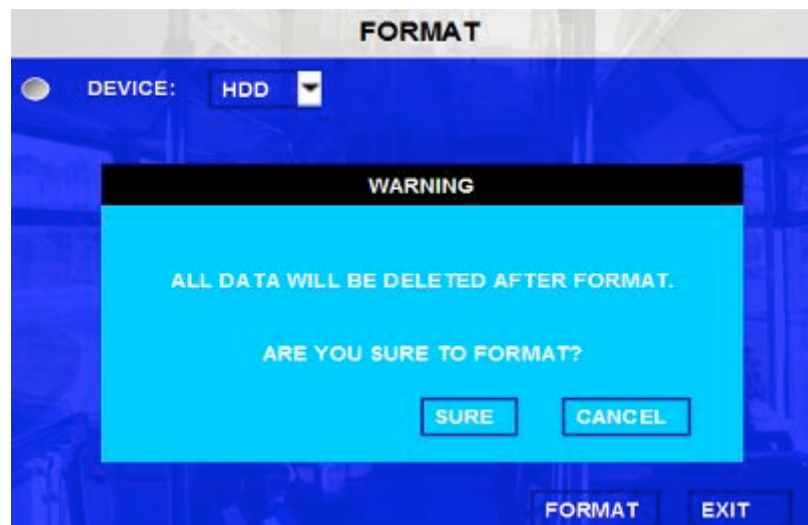 FORMAT
DEVICE: HDD
WARNING
ALL DATA WILL BE DELETED AFTER FORMAT.
ARE YOU SURE TO FORMAT?
SURE CANCEL
FORMAT EXIT